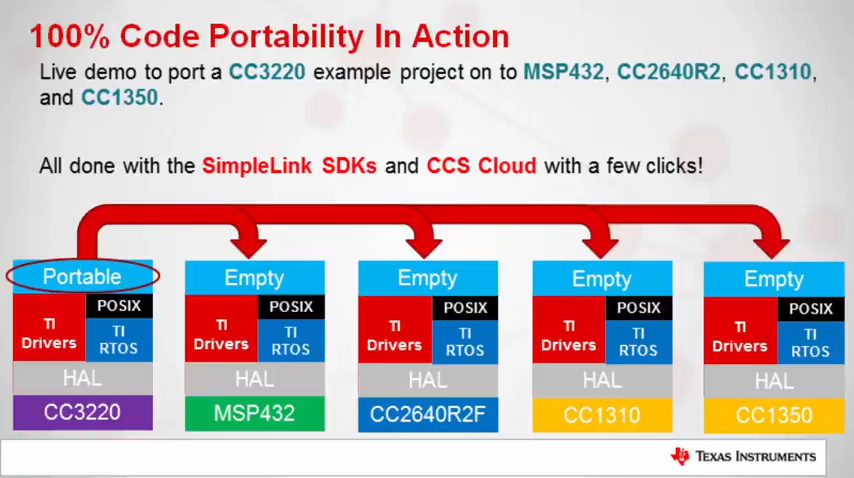 100% Code Portability In Action
Live demo to port a CC3220 example project on to MSP432, CC2640R2, CC1310,
and CC1350.
All done with the SimpleLink SDKs and CCS Cloud with a few clicks!
Portable
TI
Drivers
POSIX
TI
RTOS
HAL
CC3220
Empty
TI
Drivers
POSIX
TI
RTOS
HAL
MSP432
Empty
TI
Drivers
POSIX
TI
RTOS
HAL
CC2640R2F
Empty
TI
Drivers
POSIX
TI
RTOS
HAL
CC1310
Empty
TI
Drivers
POSIX
TI
RTOS
HAL
CC1350
TEXAS INSTRUMENTS